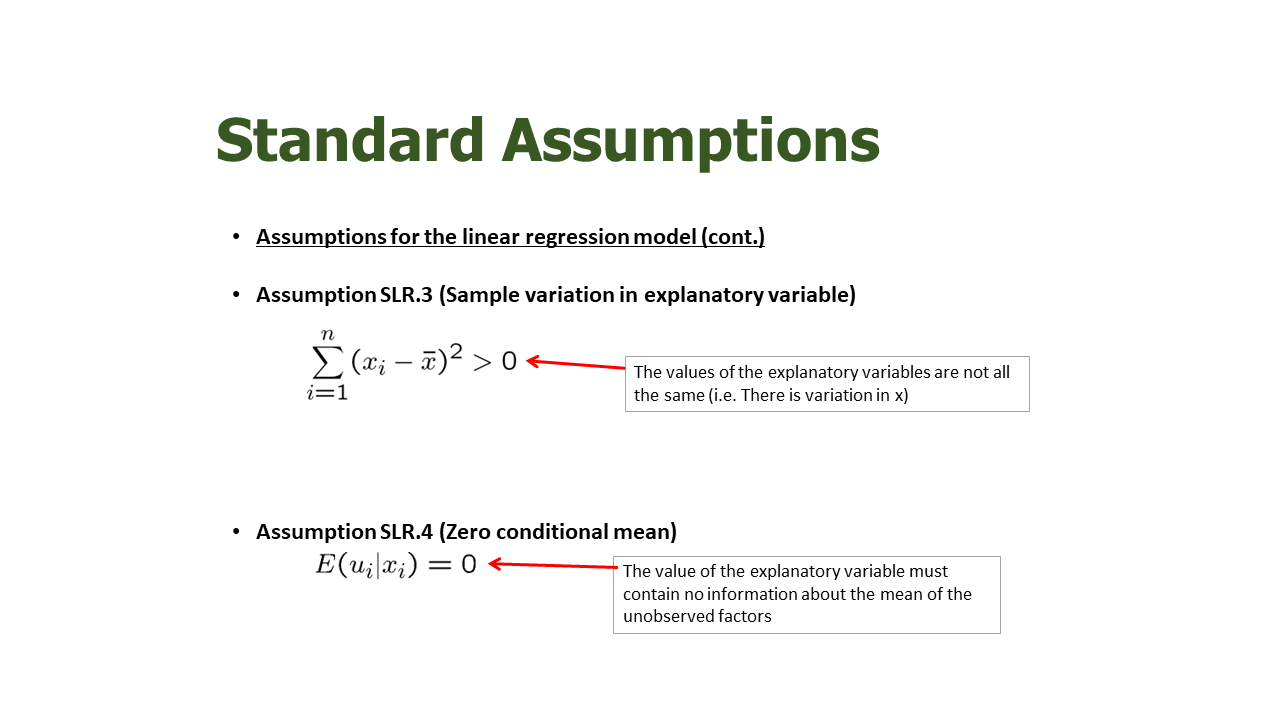 Standard Assumptions
• Assumptions for the linear regression model (cont.)
• Assumption SLR.3 (Sample variation in explanatory variable)
$\sum_{i=1}^{n} (x_i - \bar{x})^2 > 0$
The values of the explanatory variables are not all
the same (i.e. There is variation in x)
• Assumption SLR.4 (Zero conditional mean)
$E(u_i|x_i) = 0$
The value of the explanatory variable must
contain no information about the mean of the
unobserved factors